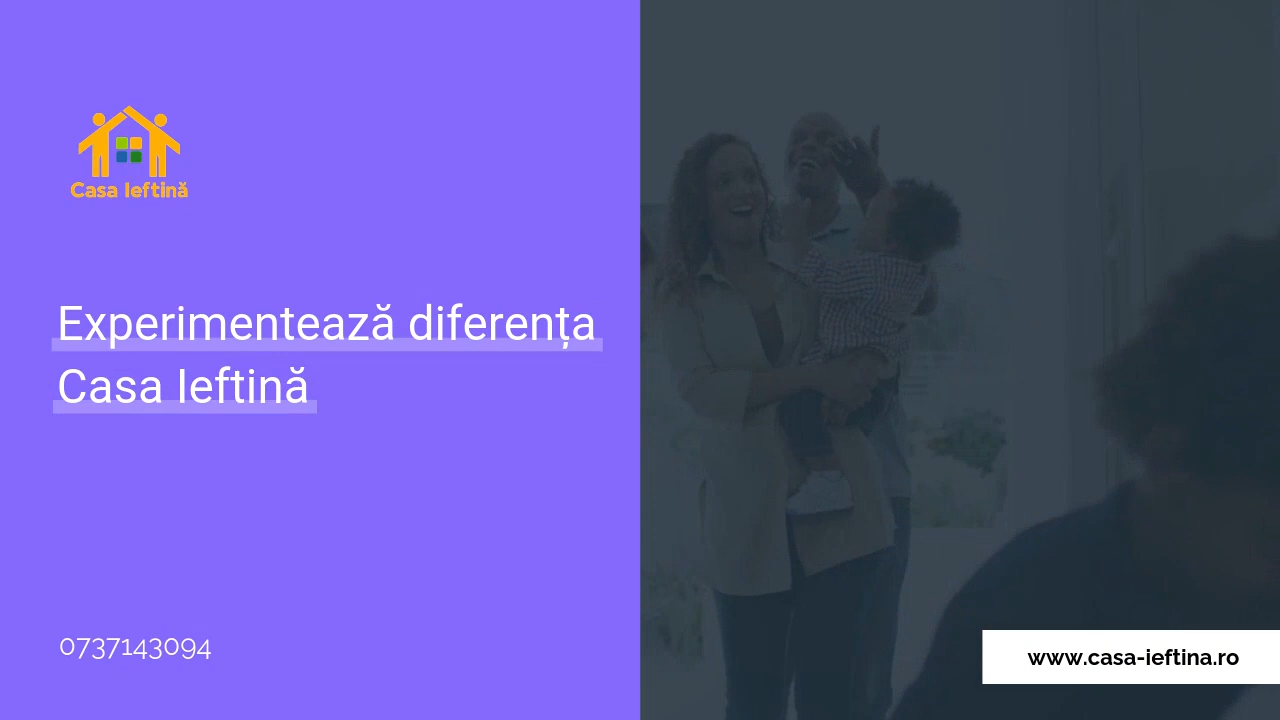 Casa Ieftină
Experimentează diferența
Casa Ieftină
0737143094
www.casa-ieftina.ro